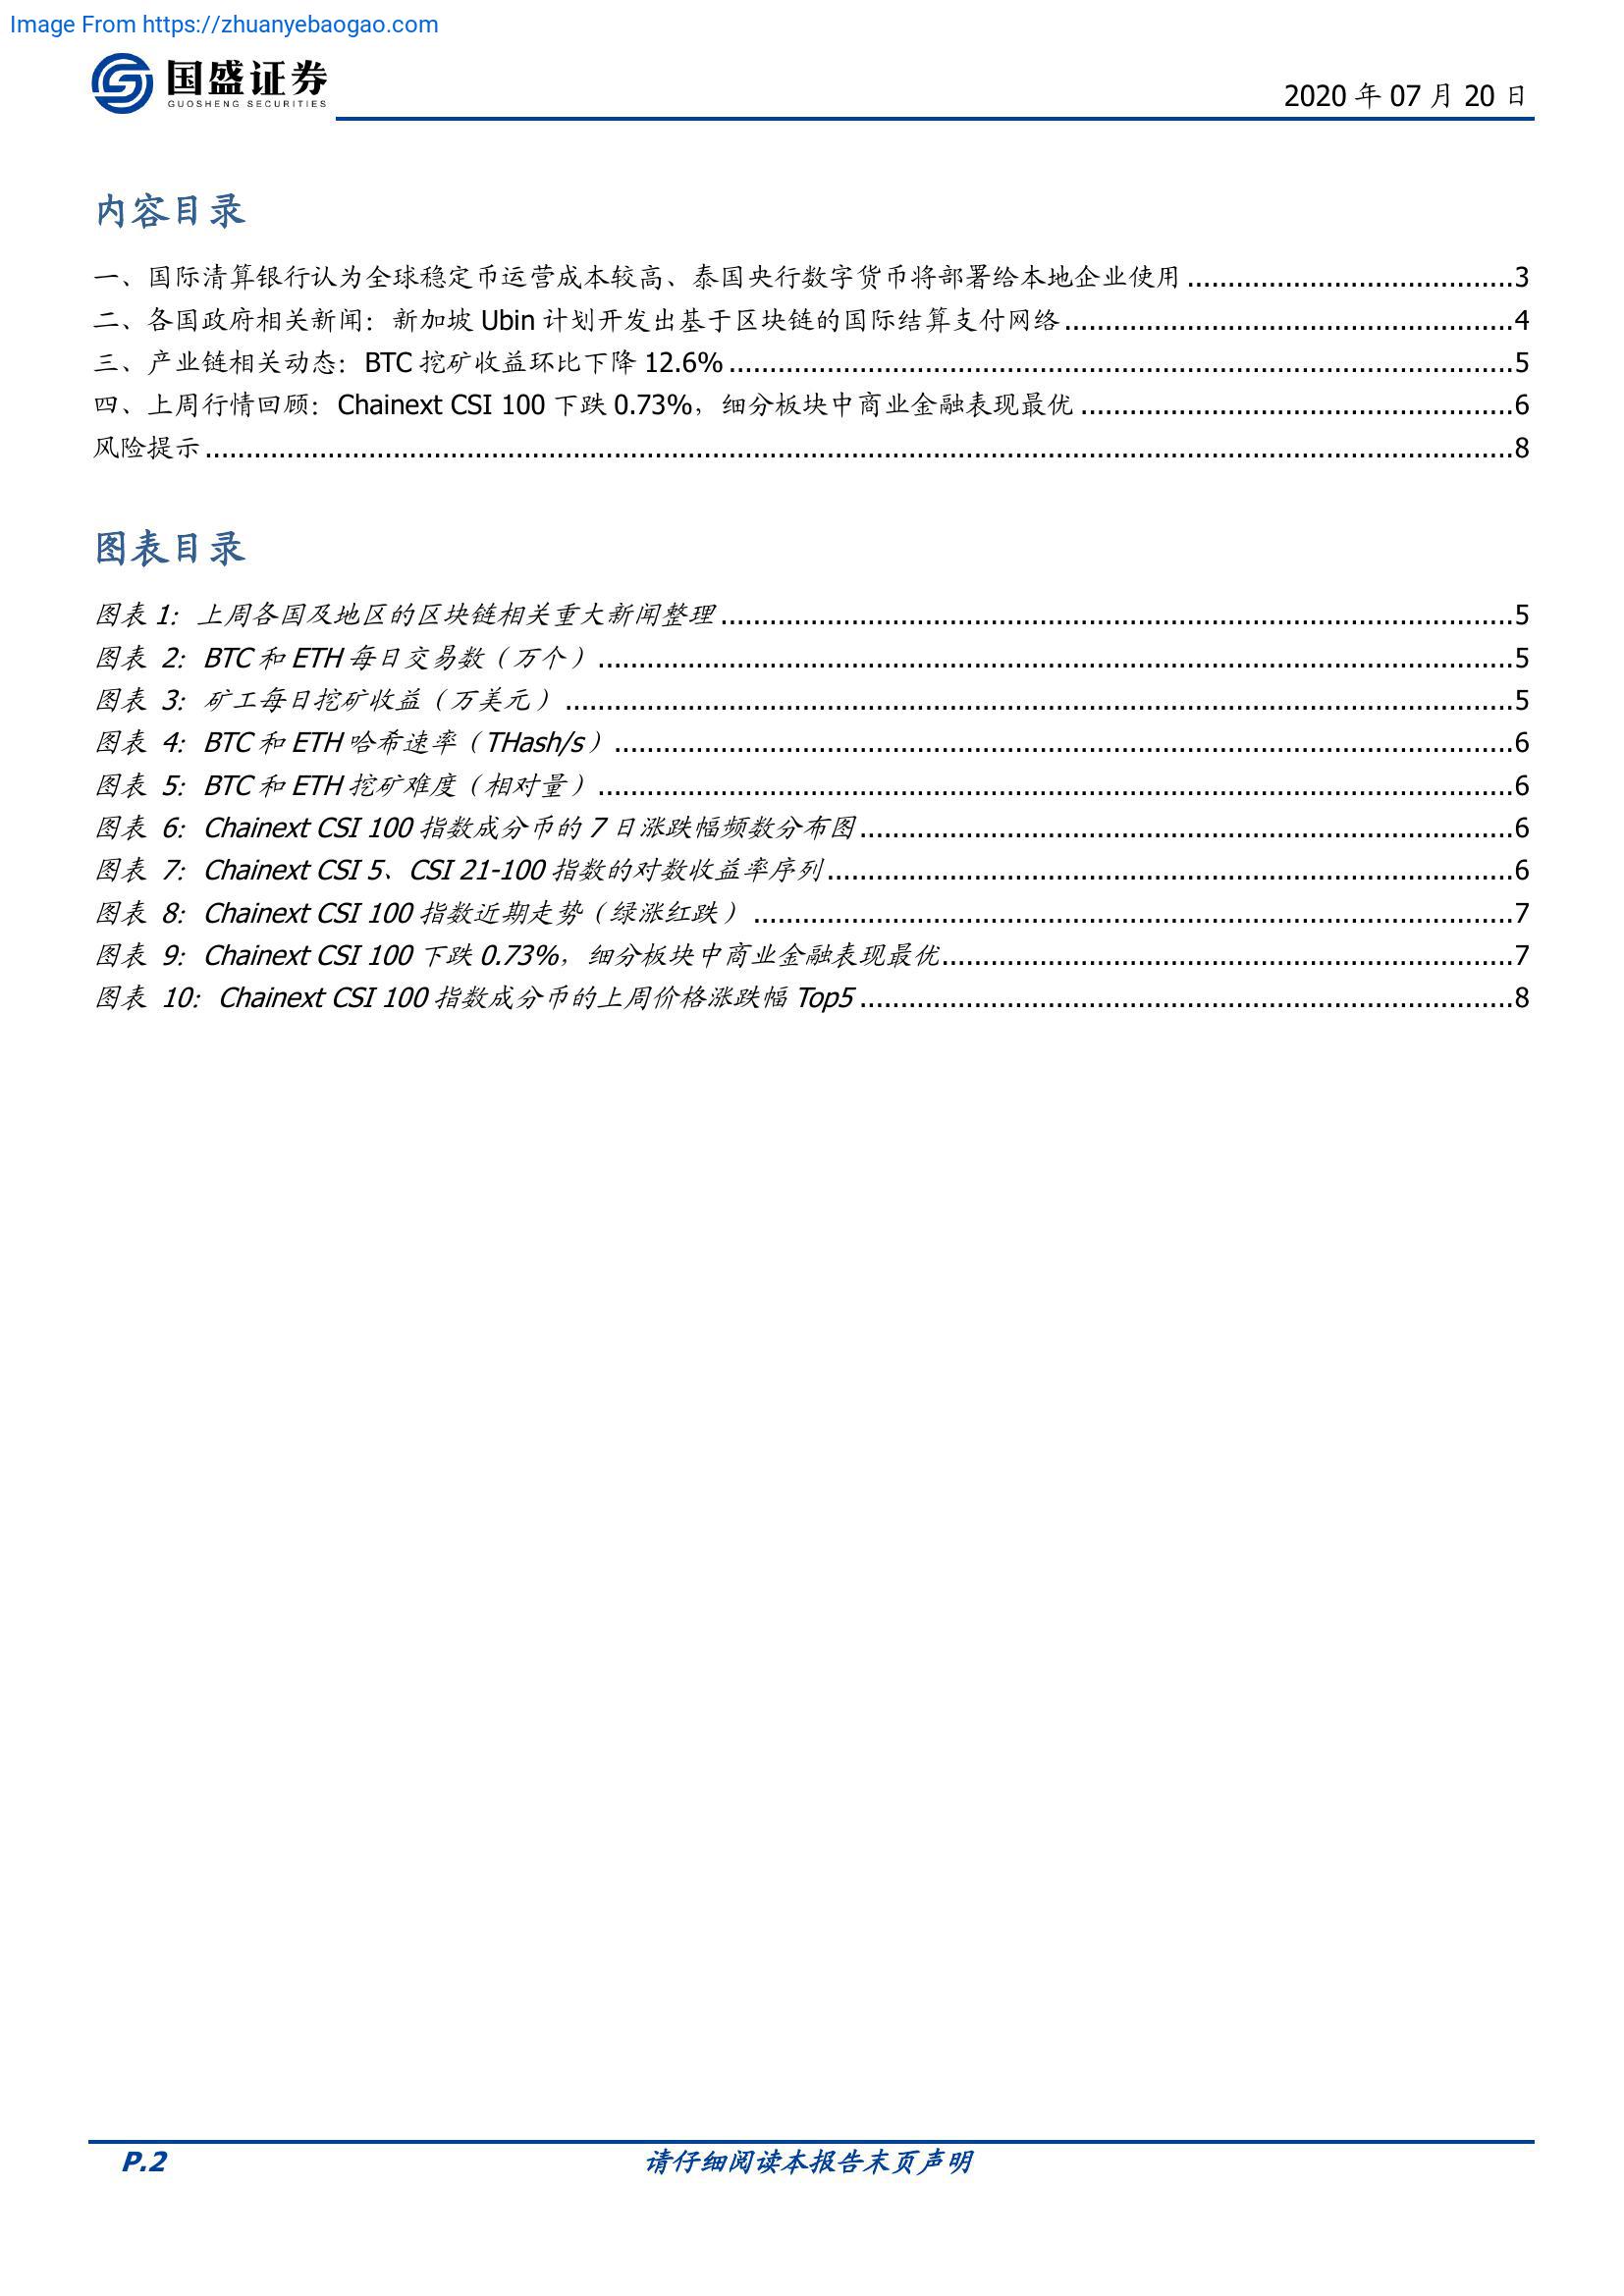 Image From https://zhuanyebaogao.com
国盛证券
GUOSHENG SECURITIES
2020 年 07 月 20 日
内容目录
一、国际清算银行认为全球稳定币运营成本较高、泰国央行数字货币将部署给本地企业使用 ........................................3
二、各国政府相关新闻：新加坡 Ubin 计划开发出基于区块链的国际结算支付网络 .......................................................4
三、产业链相关动态：BTC 挖矿收益环比下降 12.6% ................................................................................................5
四、上周行情回顾：Chainext CSI 100 下跌 0.73%，细分板块中商业金融表现最优 .....................................................6
风险提示 ................................................................................................................................................................8
图表目录
图表 1：上周各国及地区的区块链相关重大新闻整理 .................................................................................................5
图表 2：BTC 和 ETH 每日交易数（万个） ................................................................................................................5
图表 3：矿工每日挖矿收益（万美元） ....................................................................................................................5
图表 4：BTC 和 ETH 哈希速率（THash/s） ..............................................................................................................6
图表 5：BTC 和 ETH 挖矿难度（相对量） ................................................................................................................6
图表 6：Chainext CSI 100 指数成分币的 7 日涨跌幅频数分布图 ................................................................................6
图表 7：Chainext CSI 5、CSI 21-100 指数的对数收益率序列 ....................................................................................6
图表 8：Chainext CSI 100 指数近期走势（绿涨红跌） .............................................................................................7
图表 9：Chainext CSI 100 下跌 0.73%，细分板块中商业金融表现最优......................................................................7
图表 10：Chainext CSI 100 指数成分币的上周价格涨跌幅 Top5 ................................................................................8
P.2
请仔细阅读本报告末页声明